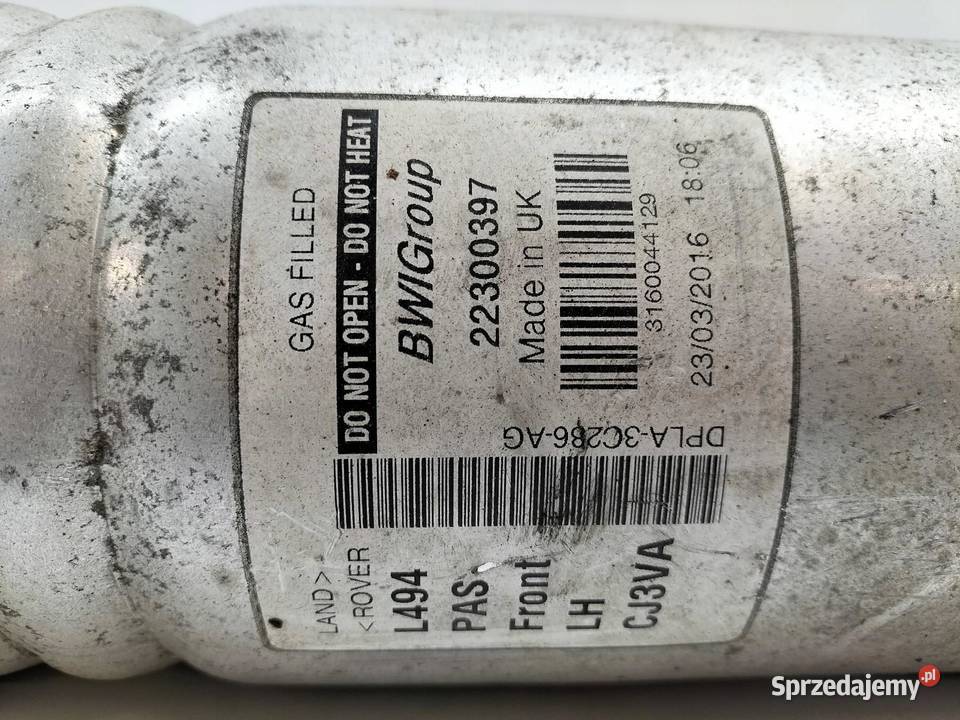 GAS FILLED
DO NOT OPEN - DO NOT HEAT
BWIGroup
22300397
Made in UK
3160044129
23/03/2016 18:06
DPLA-3C286-AG
LAND>
<ROVER
L494
PAS
Front
LH
CJ3VA
Sprzedajemy.pl